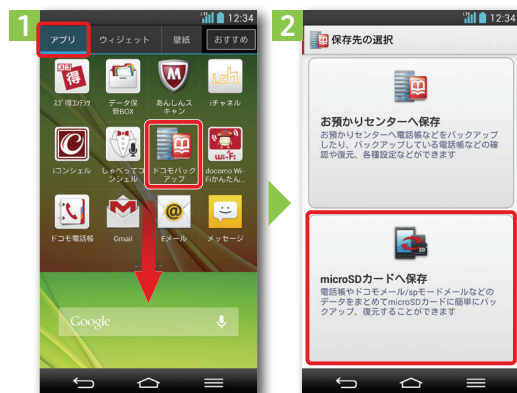 1
12:34
アプリ
ウィジェット
壁紙
おすすめ
スゴ得
スゴ得コンテンツ
データ保
管BOX
あんしんス
キャン
i.ch
iチャネル
iコンシェル
しゃべってコ
ンシェル
ドコモバック
アップ
Wi-Fi
docomo Wi-
Fiかんたん...
ドコモ電話帳
Gmail
Eメール
メッセージ
Google
2
12:34
保存先の選択
お預かりセンターへ保存
お預かりセンターへ電話帳などをバックアップ
したり、バックアップしている電話帳などの確
認や復元、各種設定などができます
microSDカードへ保存
電話帳やドコモメール/spモードメールなどの
データをまとめてmicroSDカードに簡単にバッ
クアップ、復元することができます